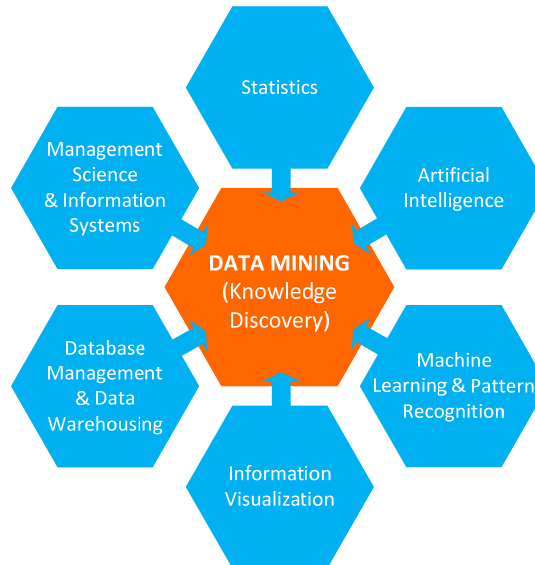 Statistics
Management
Science
& Information
Systems
Artificial
Intelligence
DATA MINING
(Knowledge
Discovery)
Database
Management
& Data
Warehousing
Machine
Learning & Pattern
Recognition
Information
Visualization